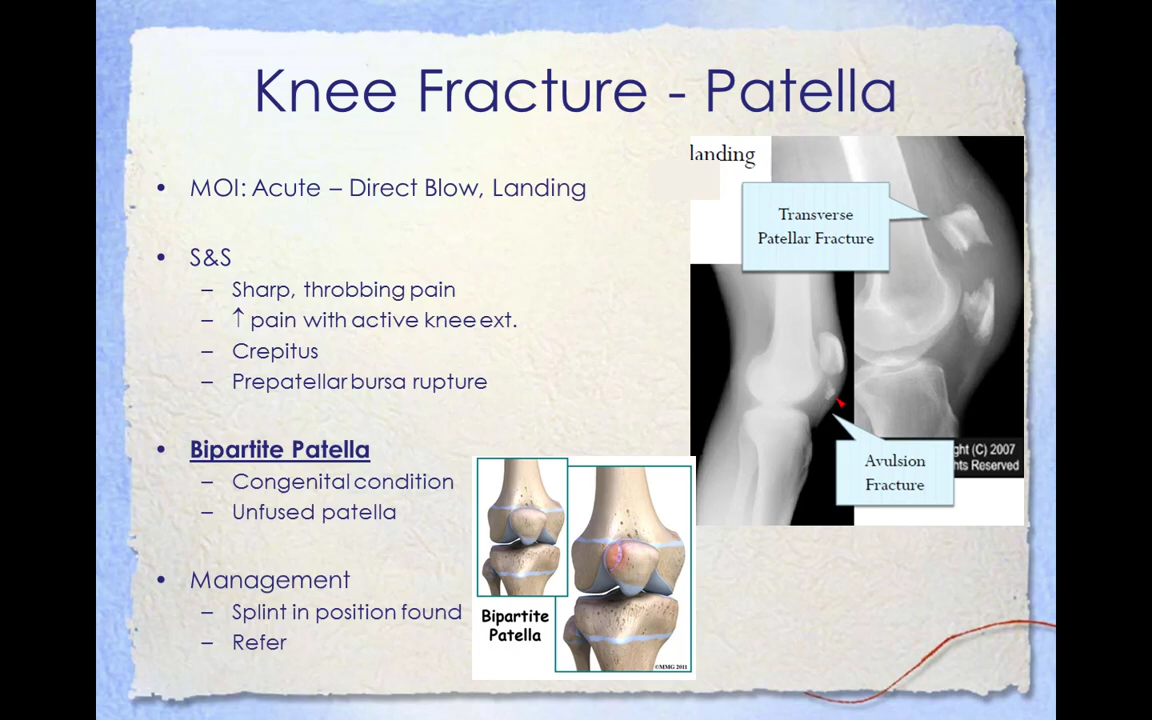 Knee Fracture - Patella
• MOI: Acute – Direct Blow, Landing
• S&S
– Sharp, throbbing pain
– ↑ pain with active knee ext.
– Crepitus
– Prepatellar bursa rupture
• Bipartite Patella
– Congenital condition
– Unfused patella
• Management
– Splint in position found
– Refer
landing
Transverse
Patellar Fracture
Avulsion
Fracture
ght (C) 2007
hts Reserved
Bipartite
Patella
©MMG 2011